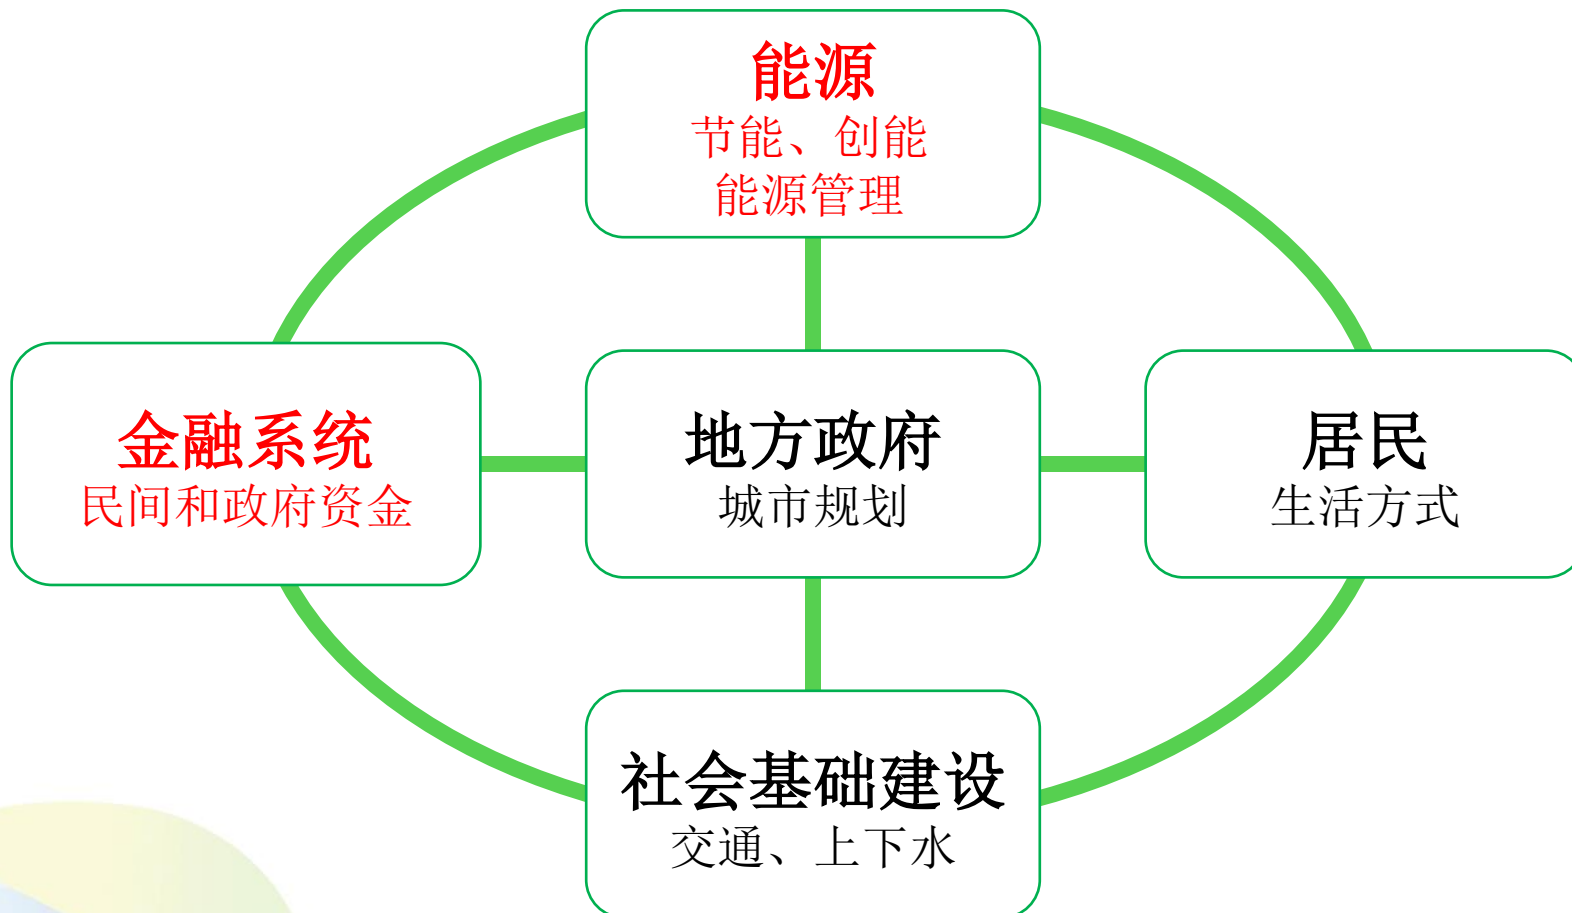 能源
节能、创能
能源管理
金融系统
民间和政府资金
地方政府
城市规划
居民
生活方式
社会基础建设
交通、上下水